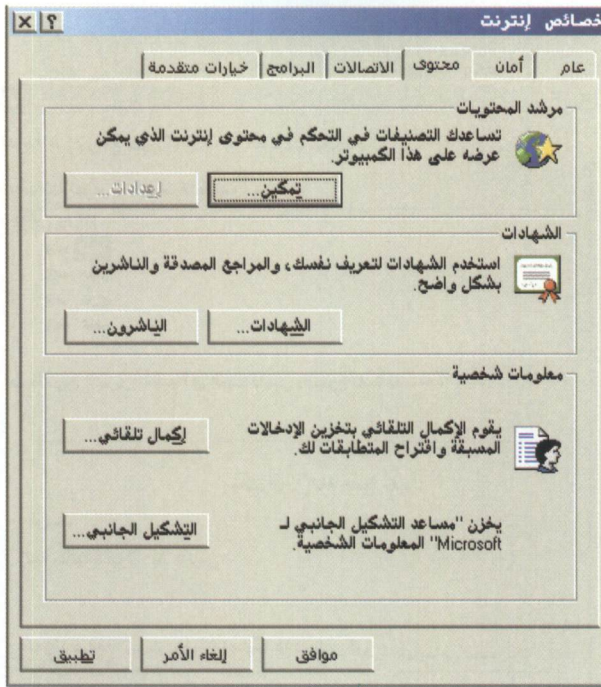 خصائص إنترنت
عام
أمان
محتوى
الاتصالات
البرامج
خيارات متقدمة
مرشد المحتويات
تساعدك التصنيفات في التحكم في محتوى إنترنت الذي يمكن
عرضه على هذا الكمبيوتر.
تمكين...
إعدادات...
الشهادات
استخدم الشهادات لتعريف نفسك، والمراجع المصدقة والناشرين
بشكل واضح.
الشهادات...
الناشرون...
معلومات شخصية
يقوم الإكمال التلقائي بتخزين الإدخالات
المسبقة واقتراح المتطابقات لك.
إكمال تلقائي...
يخزن "مساعد التشكيل الجانبي لـ
Microsoft" المعلومات الشخصية.
التشكيل الجانبي...
موافق
إلغاء الأمر
تطبيق